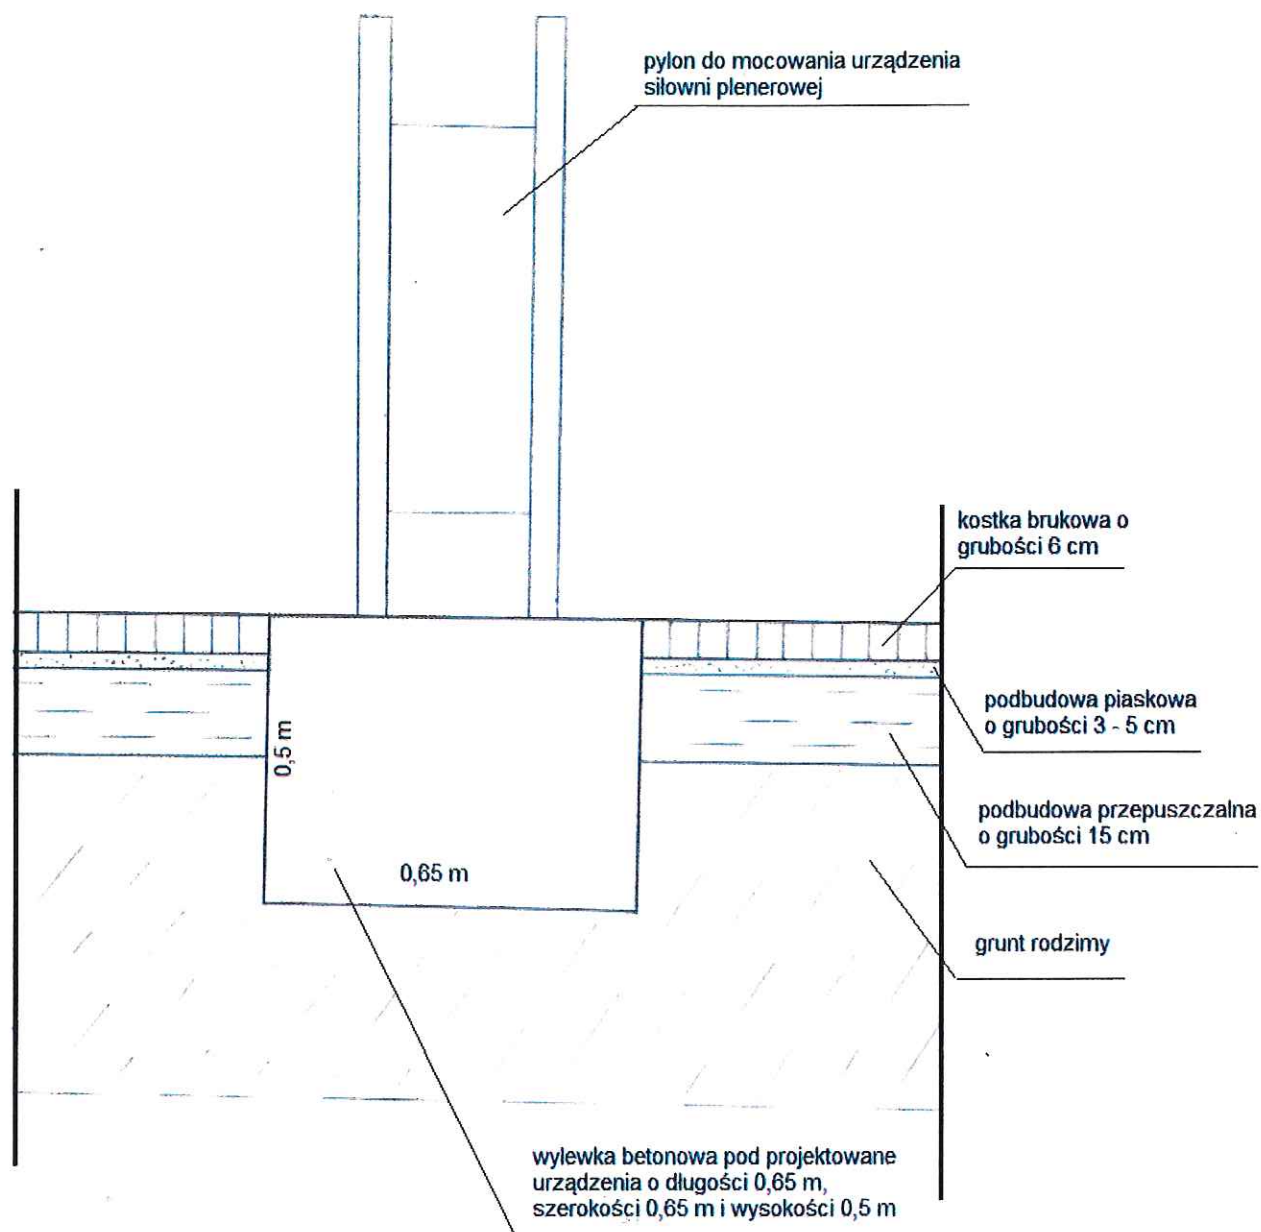 pylon do mocowania urządzenia
siłowni plenerowej
kostka brukowa o
grubości 6 cm
podbudowa piaskowa
o grubości 3 - 5 cm
0,5 m
podbudowa przepuszczalna
o grubości 15 cm
0,65 m
grunt rodzimy
wylewka betonowa pod projektowane
urządzenia o długości 0,65 m,
szerokości 0,65 m i wysokości 0,5 m